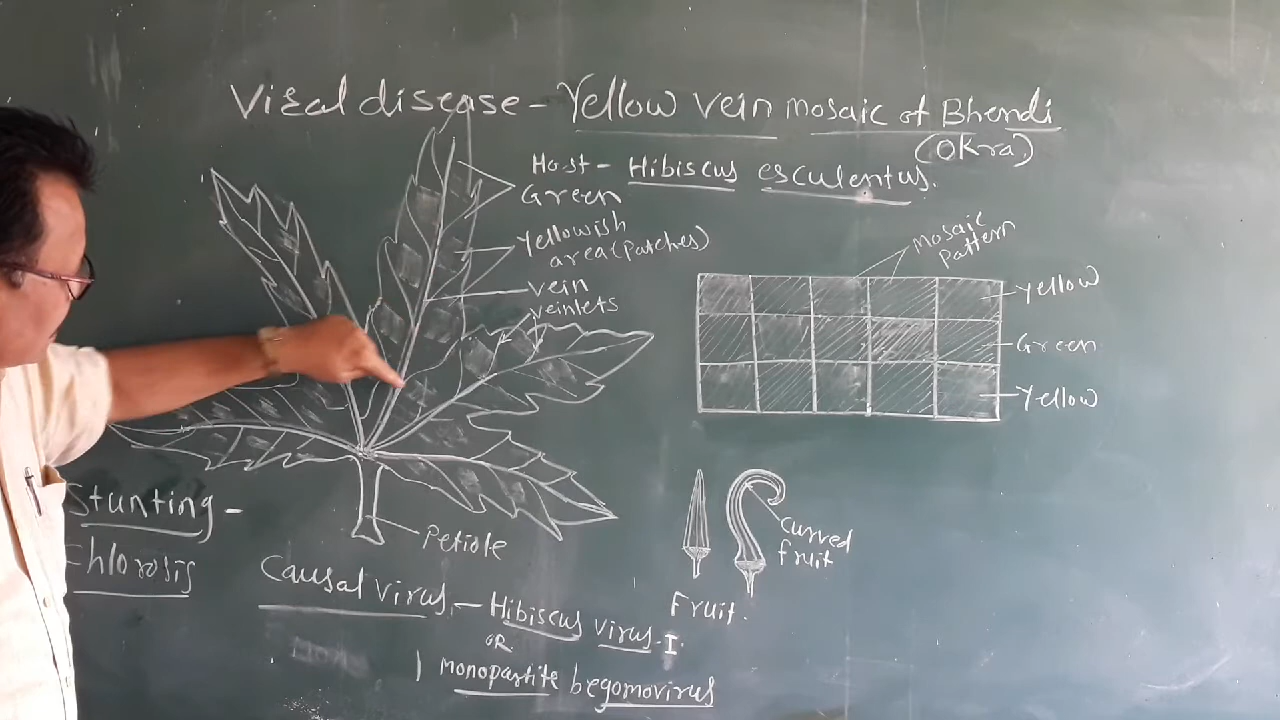 Viral disease - Yellow vein mosaic of Bhendi
(Okra)
Host - Hibiscus esculentus.
Green
Yellowish
area (Patches)
vein
veinlets
Mosaic
pattern
Yellow
Green
Yellow
Stunting -
Chlorosis
Petiole
curved
fruit
Fruit.
Causal virus - Hibiscus virus-I.
OR
monopartite begomovirus